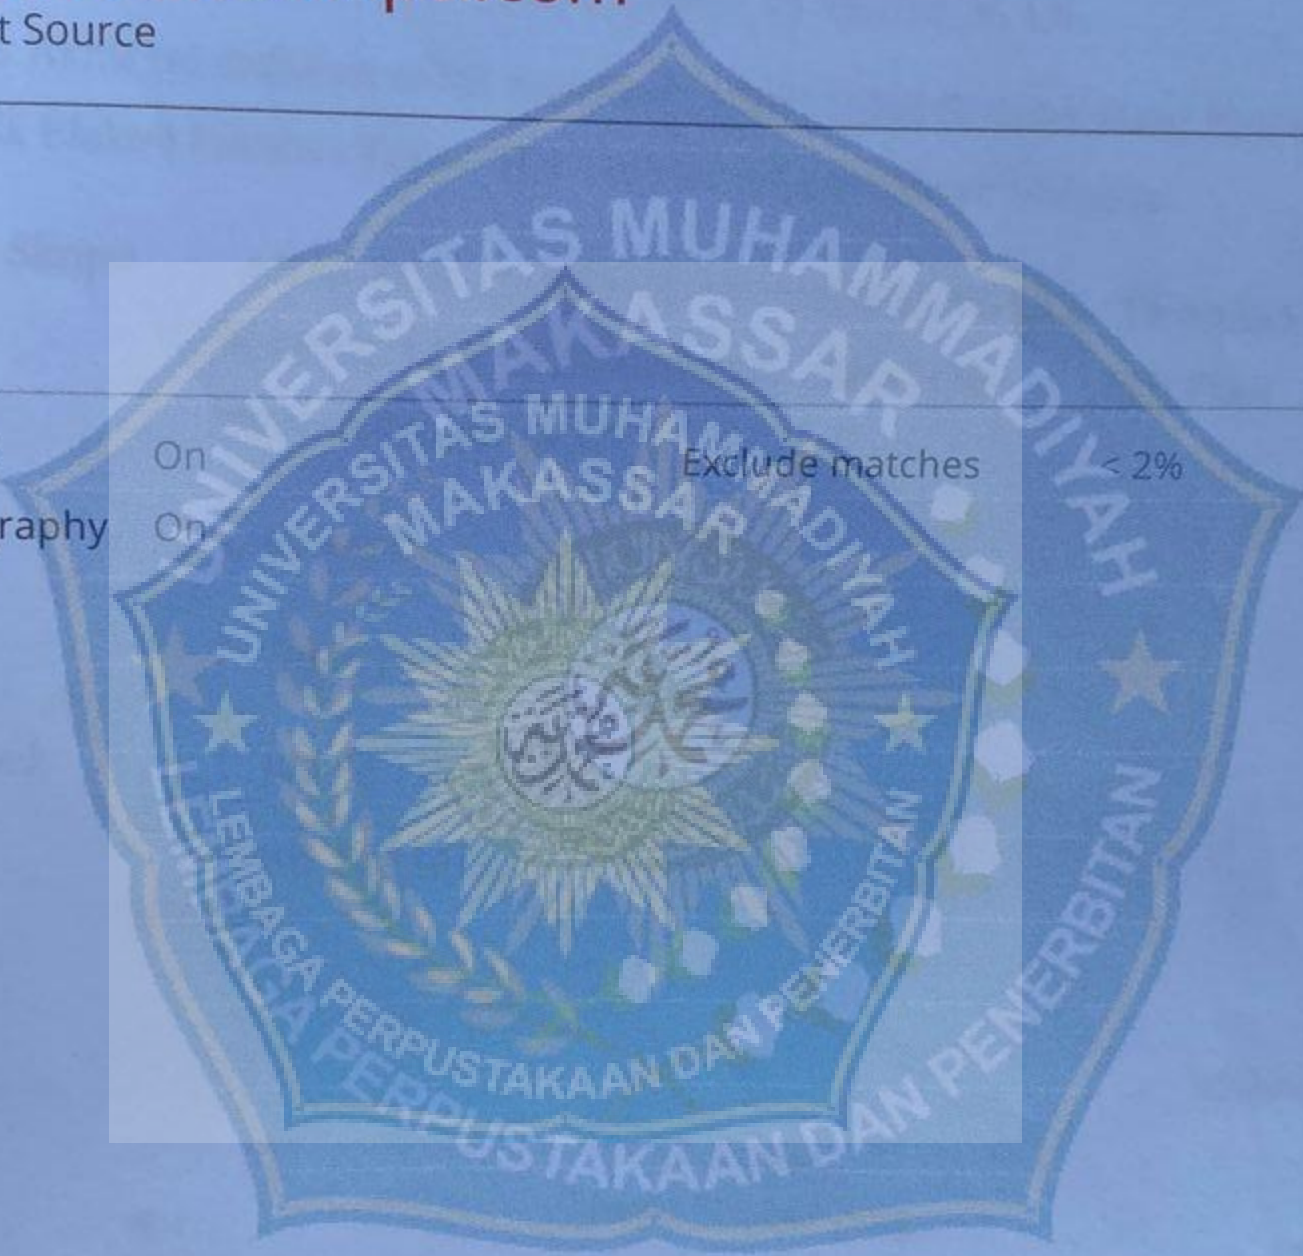 t Source
On
Exclude matches
< 2%
raphy
On
UNIVERSITAS MUHAMMADIYAH
MAKASSAR
LEMBAGA PERPUSTAKAAN DAN PENERBITAN
UNIVERSITAS MUHAMMADIYAH
MAKASSAR
LEMBAGA PERPUSTAKAAN DAN PENERBITAN